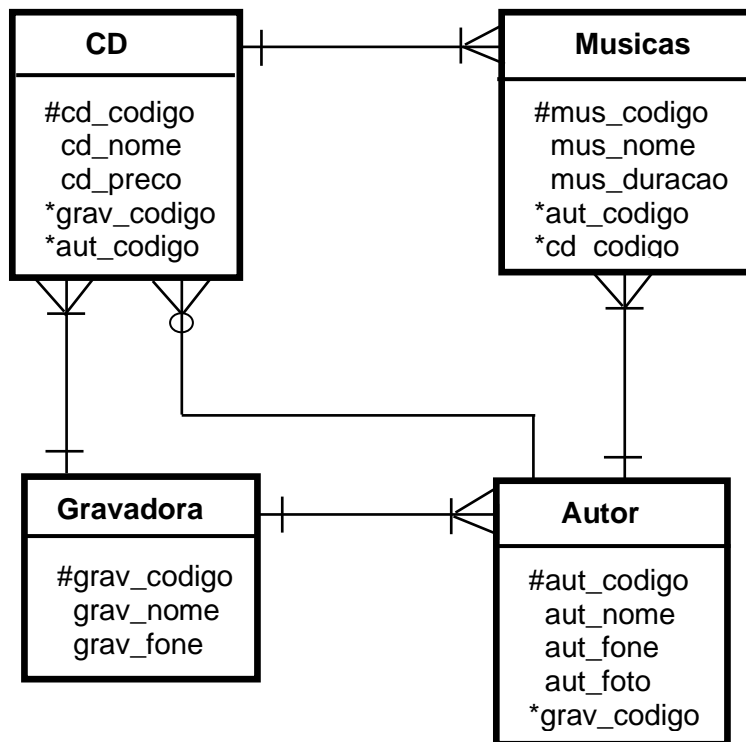 CD
#cd_codigo
cd_nome
cd_preco
*grav_codigo
*aut_codigo
Musicas
#mus_codigo
mus_nome
mus_duracao
*aut_codigo
*cd_codigo
Gravadora
#grav_codigo
grav_nome
grav_fone
Autor
#aut_codigo
aut_nome
aut_fone
aut_foto
*grav_codigo